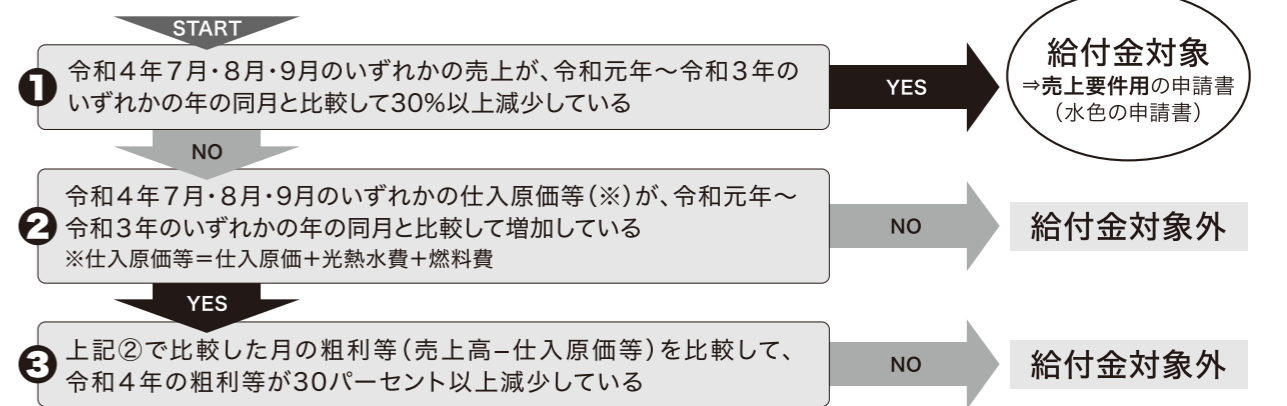 START
❶ 令和4年7月・8月・9月のいずれかの売上が、令和元年～令和3年の
いずれかの年の同月と比較して30%以上減少している
YES
給付金対象
⇒売上要件用の申請書
（水色の申請書）
NO
❷ 令和4年7月・8月・9月のいずれかの仕入原価等（※）が、令和元年～
令和3年のいずれかの年の同月と比較して増加している
※仕入原価等＝仕入原価＋光熱水費＋燃料費
NO
給付金対象外
YES
❸ 上記②で比較した月の粗利等（売上高−仕入原価等）を比較して、
令和4年の粗利等が30パーセント以上減少している
NO
給付金対象外